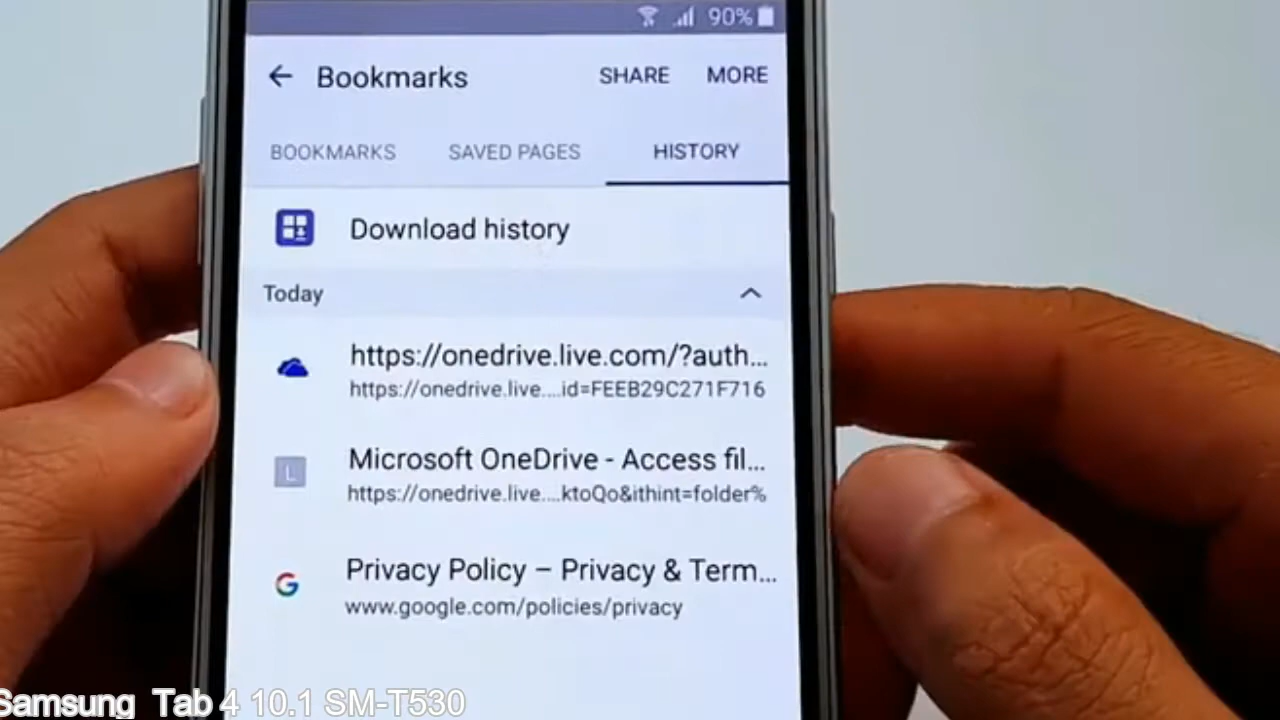 90%
Bookmarks SHARE MORE
BOOKMARKS SAVED PAGES HISTORY
Download history
Today
https://onedrive.live.com/?auth...
https://onedrive.live....id=FEEB29C271F716
L
Microsoft OneDrive - Access fil...
https://onedrive.live....ktoQo&ithint=folder%
G
Privacy Policy – Privacy & Term...
www.google.com/policies/privacy
Samsung Tab 4 10.1 SM-T530